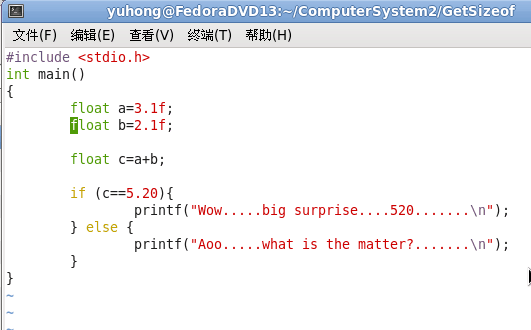 yuhong@FedoraDVD13:~/ComputerSystem2/GetSizeof
文件(F) 编辑(E) 查看(V) 终端(T) 帮助(H)
#include <stdio.h>
int main()
{
        float a=3.1f;
        float b=2.1f;

        float c=a+b;

        if (c==5.20){
                printf("Wow.....big surprise....520.......\n");
        } else {
                printf("Aoo.....what is the matter?.......\n");
        }
}
~
~
~